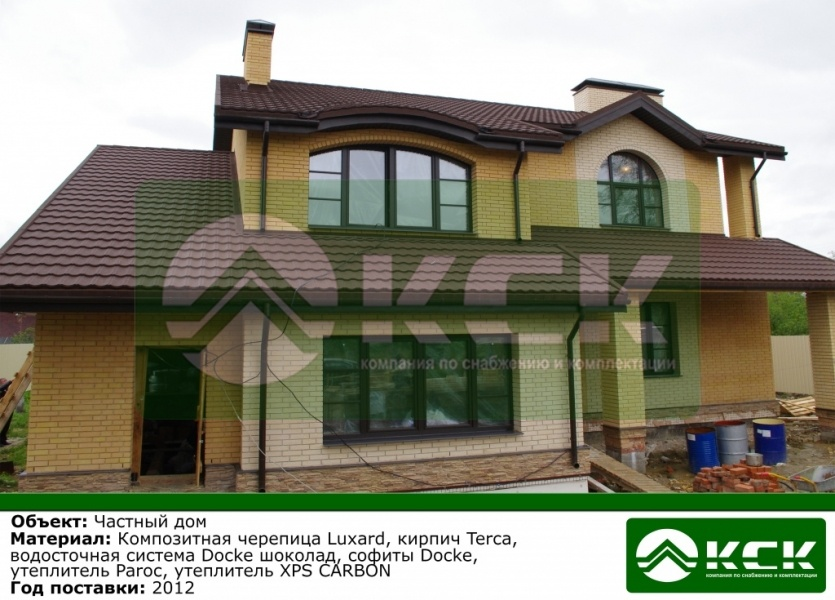 КСК
компания по снабжению и комплектации
Объект: Частный дом
Материал: Композитная черепица Luxard, кирпич Terca,
водосточная система Docke шоколад, софиты Docke,
утеплитель Paroc, утеплитель XPS CARBON
Год поставки: 2012
КСК
компания по снабжению и комплектации